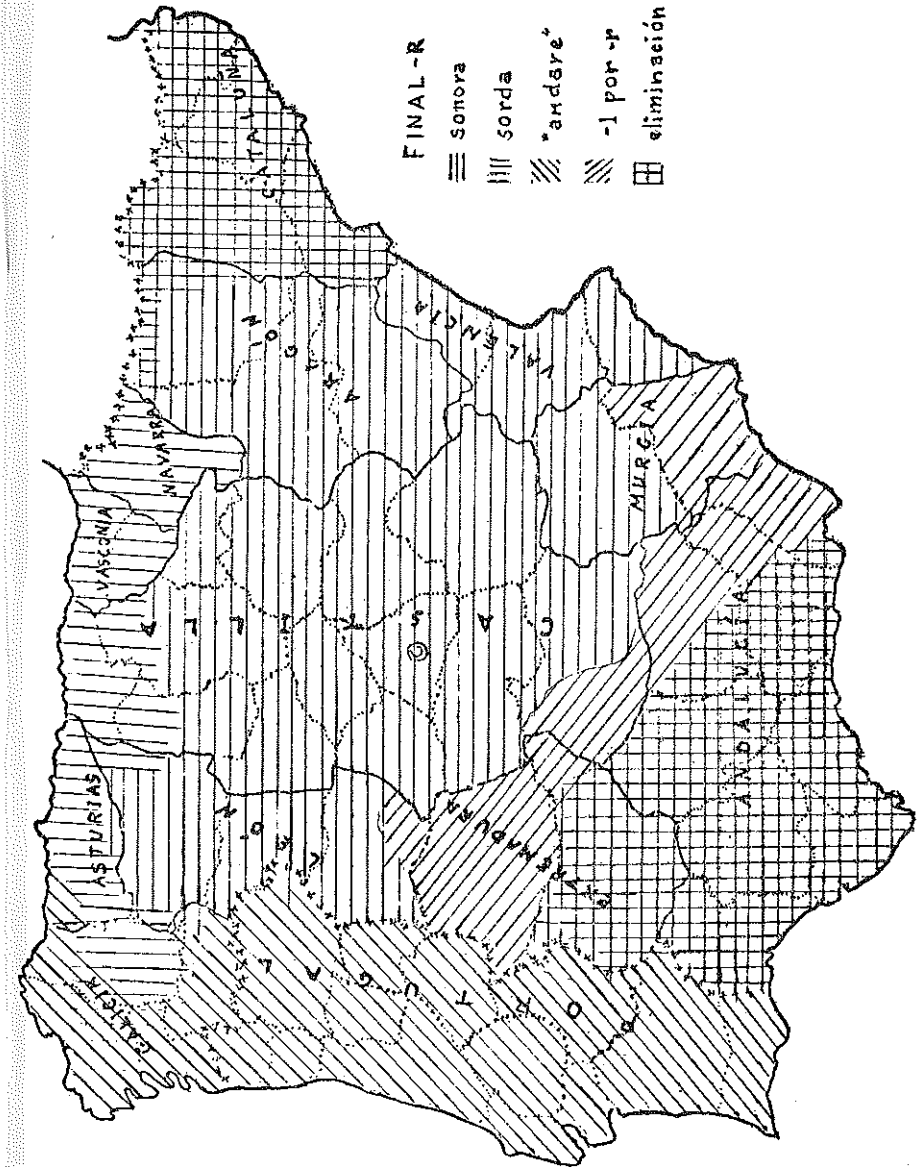 GALICIA
ASTURIAS
VASCONIA
NAVARRA
CATALUÑA
LEÓN
CASTILLA
ARAGÓN
PORTUGAL
EXTREMADURA
VALENCIA
MURCIA
ANDALUCÍA
FINAL-R
sonora
sorda
"andare"
-l por -r
eliminación